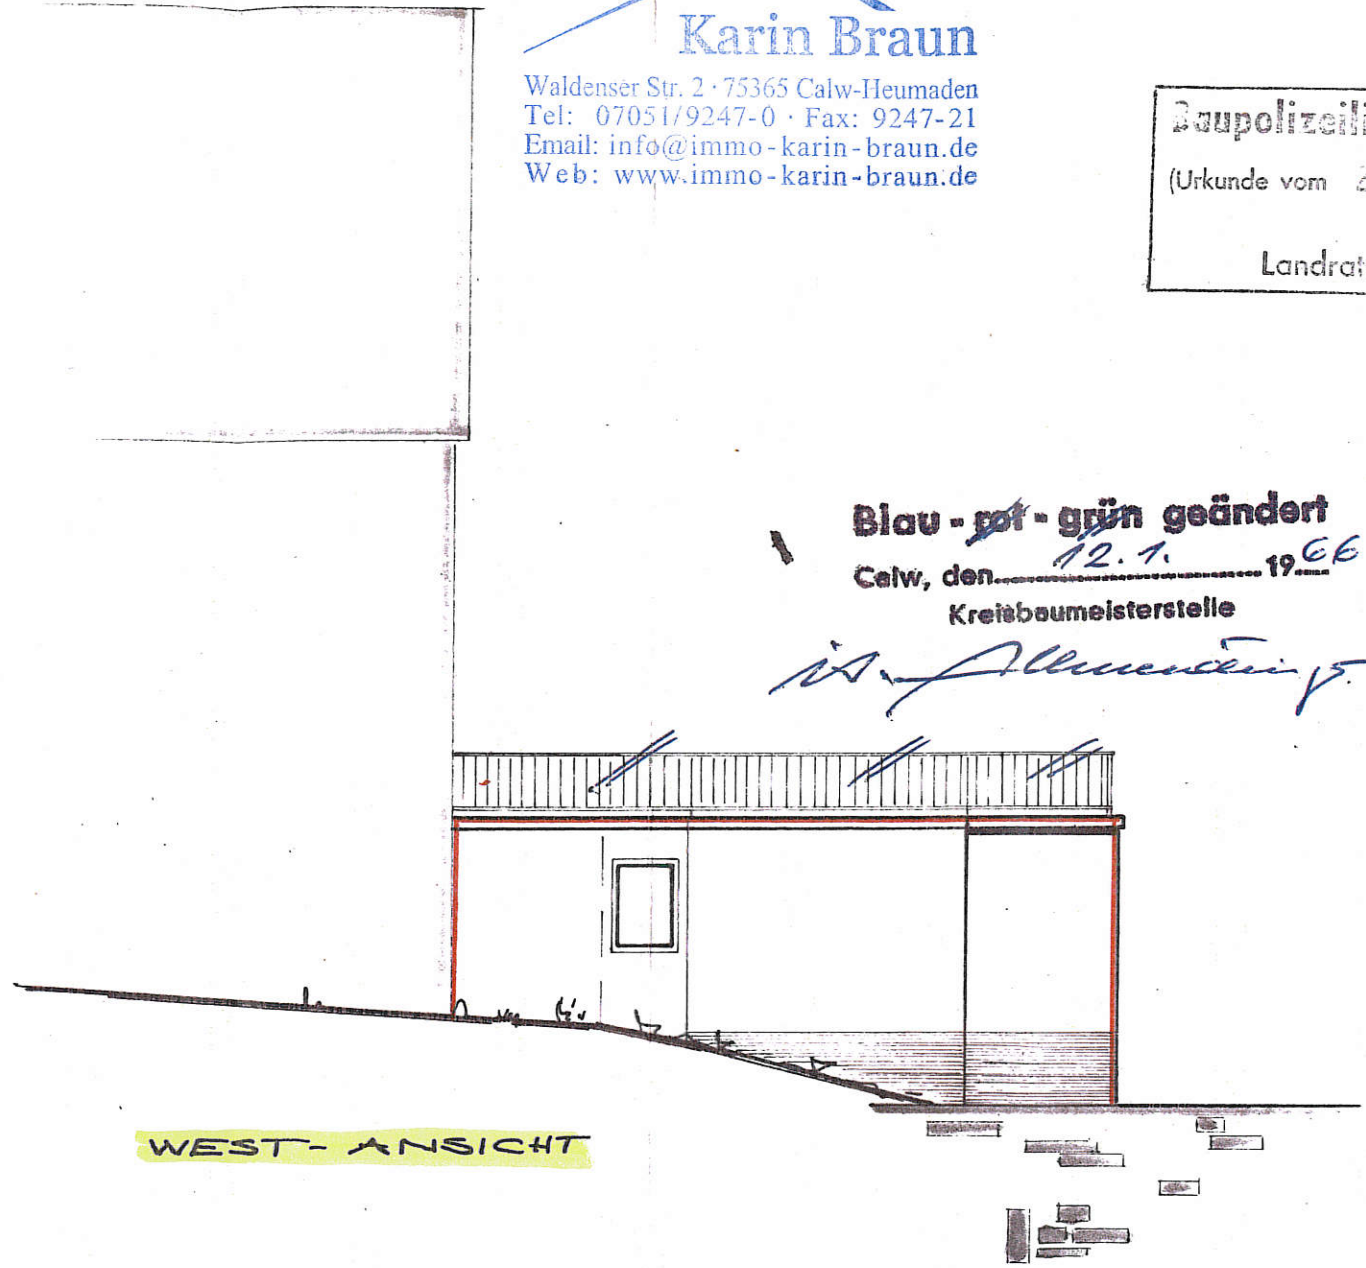 Karin Braun
Waldenser Str. 2 · 75365 Calw-Heumaden
Tel: 07051/9247-0 · Fax: 9247-21
Email: info@immo-karin-braun.de
Web: www.immo-karin-braun.de
Baupolizeili
(Urkunde vom
Landrat
Blau - rot - grün geändert
Calw, den 12.1. 1966
Kreisbaumeisterstelle
WEST-ANSICHT